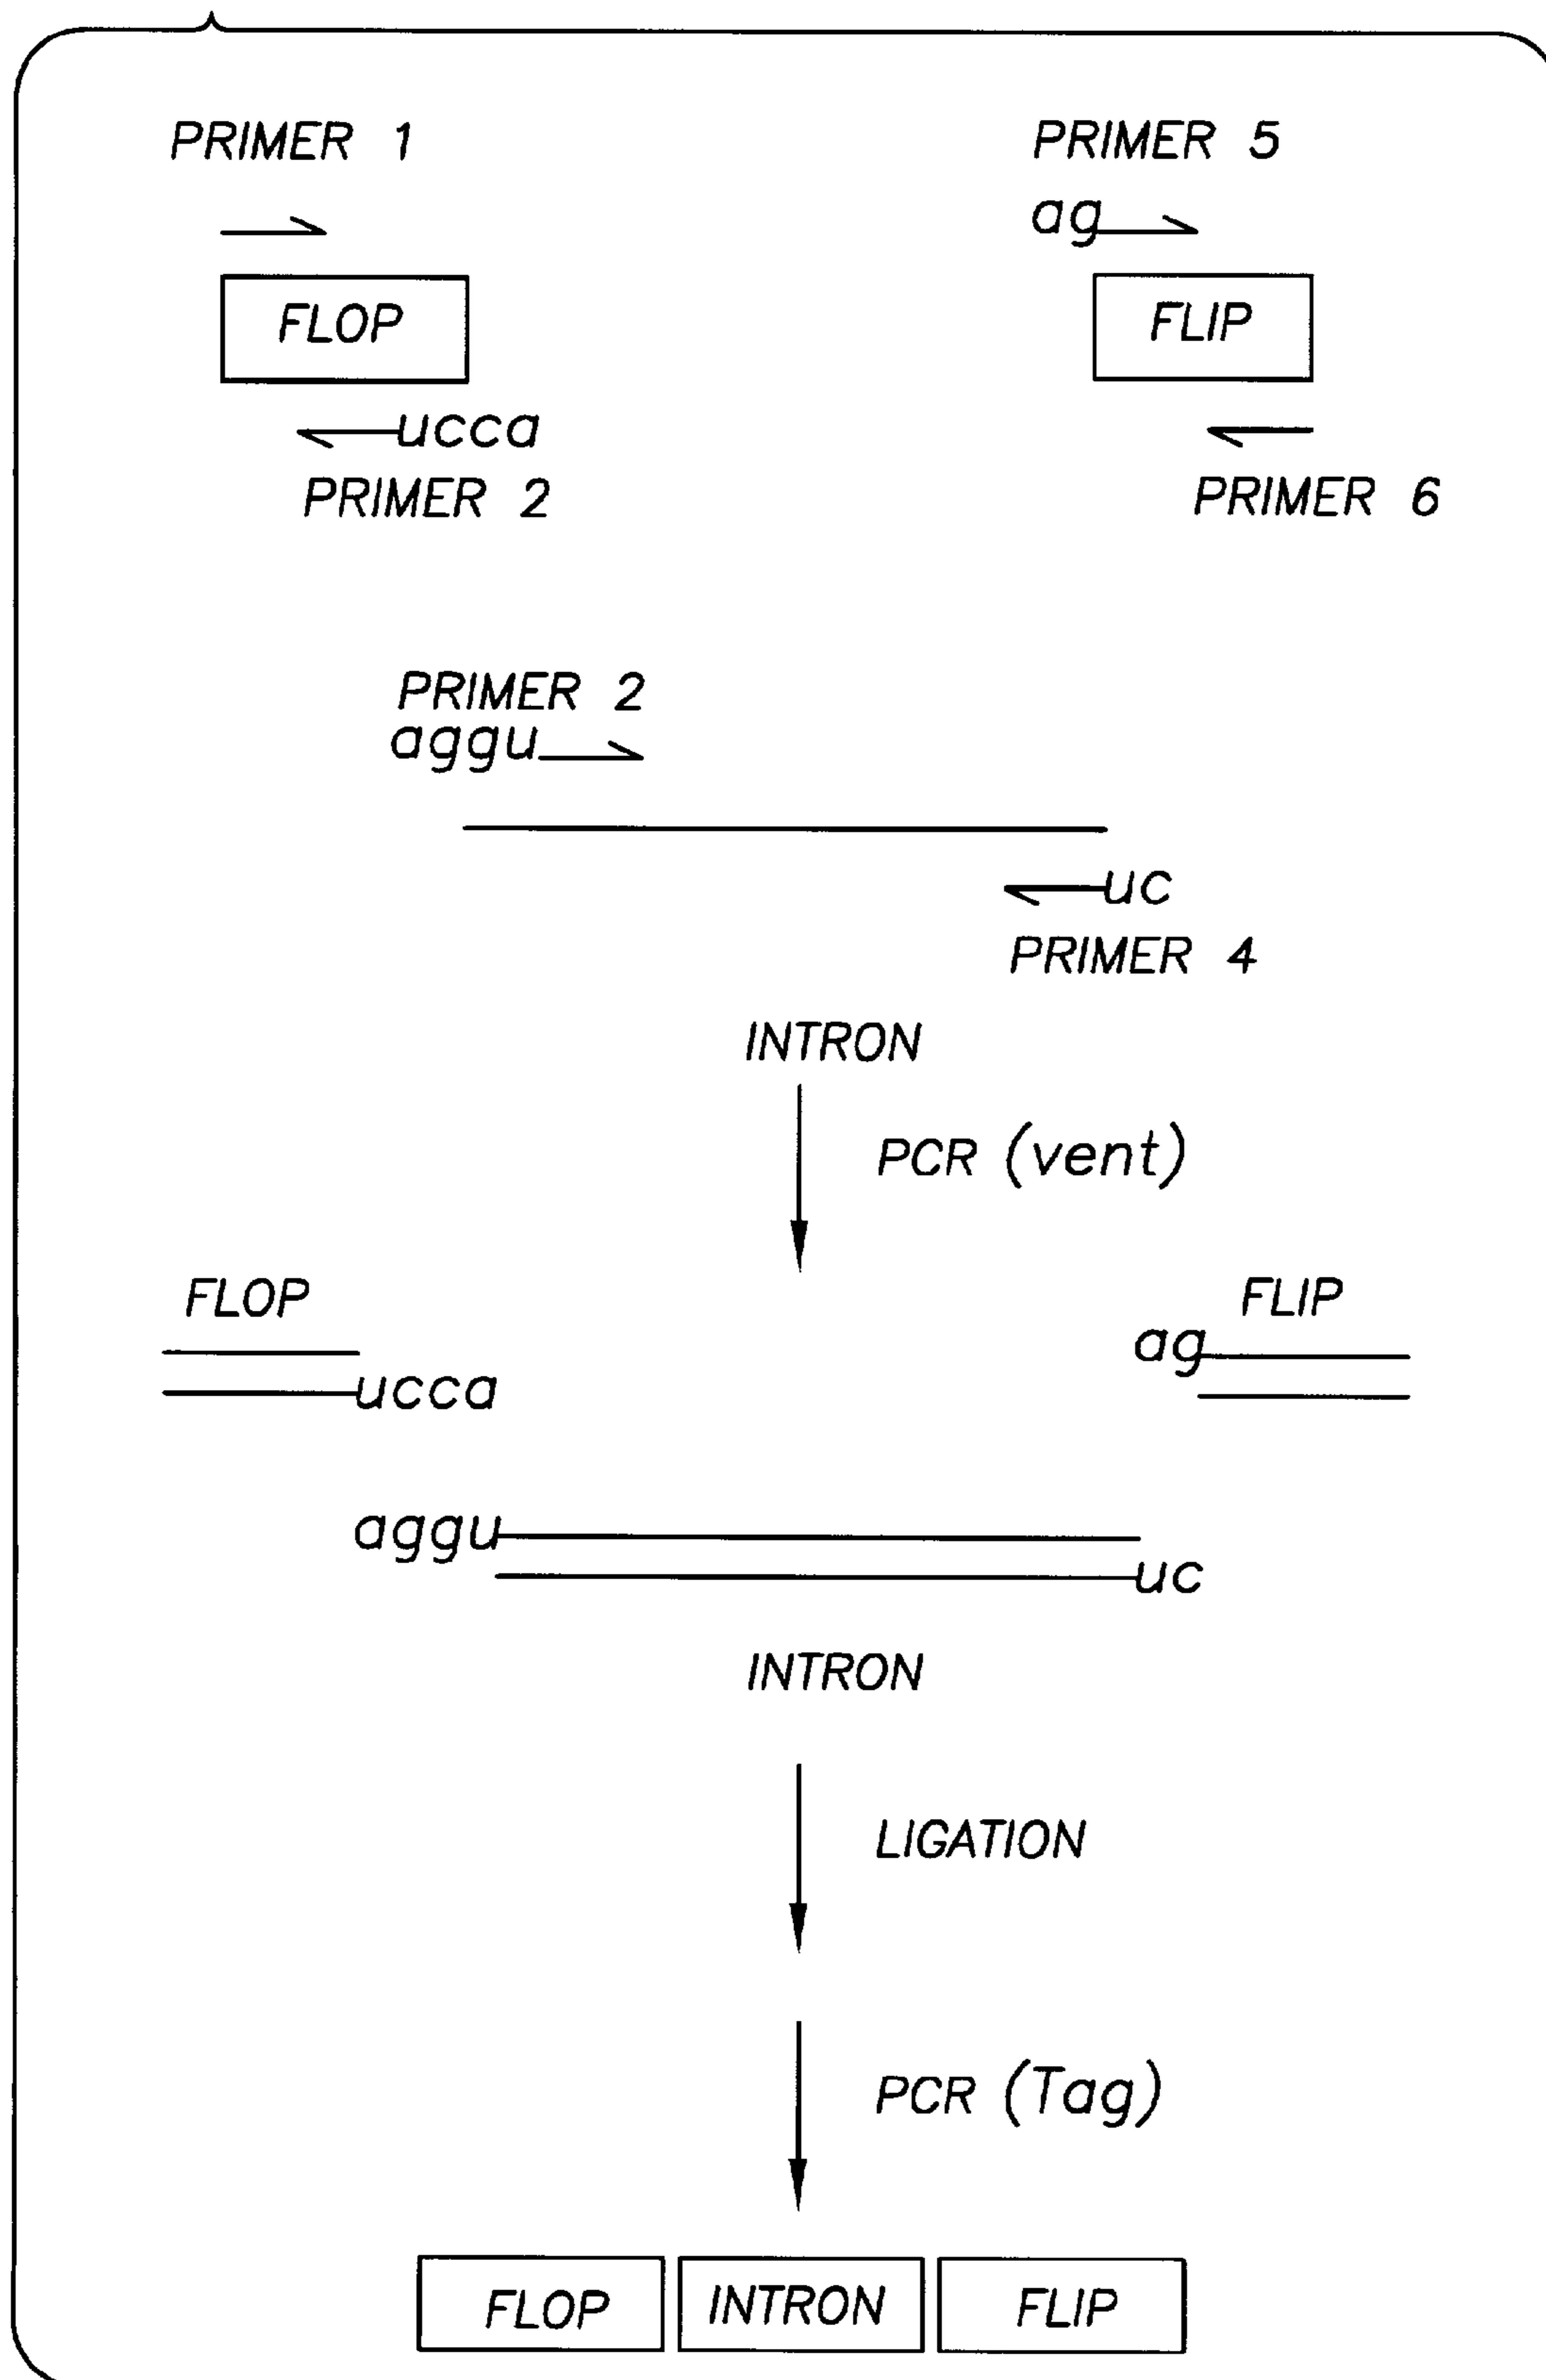 PRIMER 1
PRIMER 5
ag
FLOP
FLIP
ucca
PRIMER 2
PRIMER 6
PRIMER 2
aggu
uc
PRIMER 4
INTRON
PCR (vent)
FLOP
FLIP
ag
ucca
aggu
uc
INTRON
LIGATION
PCR (Tag)
FLOP
INTRON
FLIP